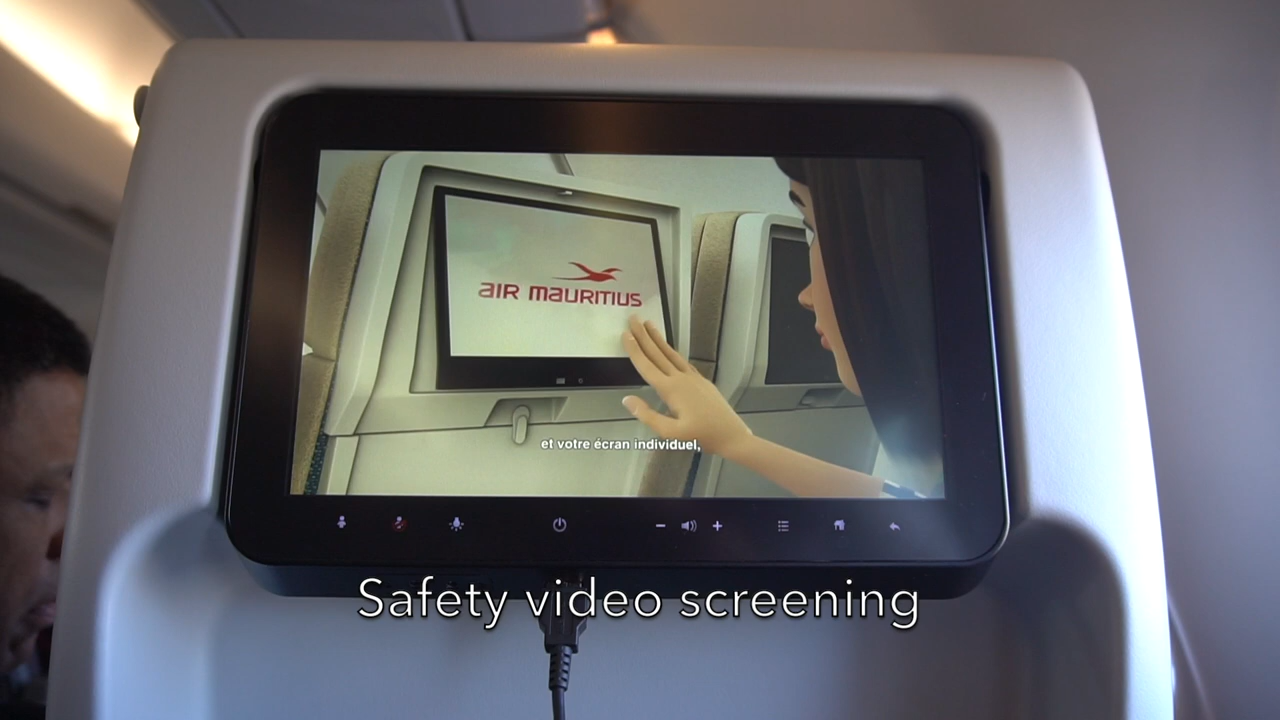 aIR mauRITIUS
et votre écran individuel,
Safety video screening